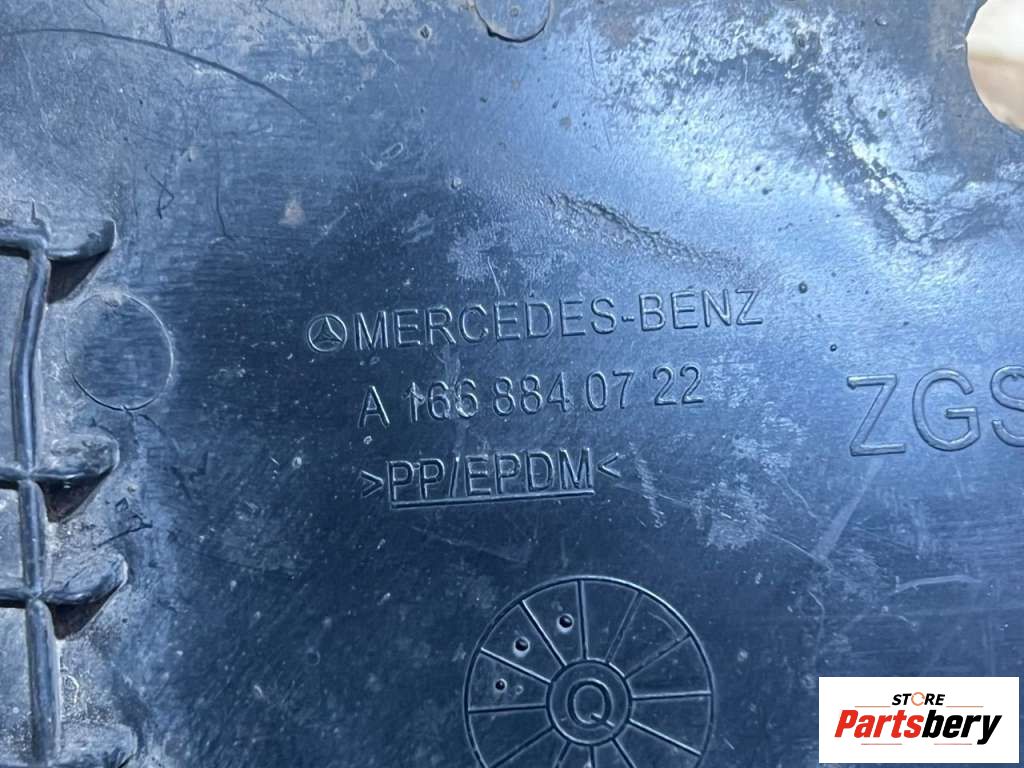 MERCEDES-BENZ
A 166 884 07 22
ZGS
>PP/EPDM<
Q
STORE
Partsbery